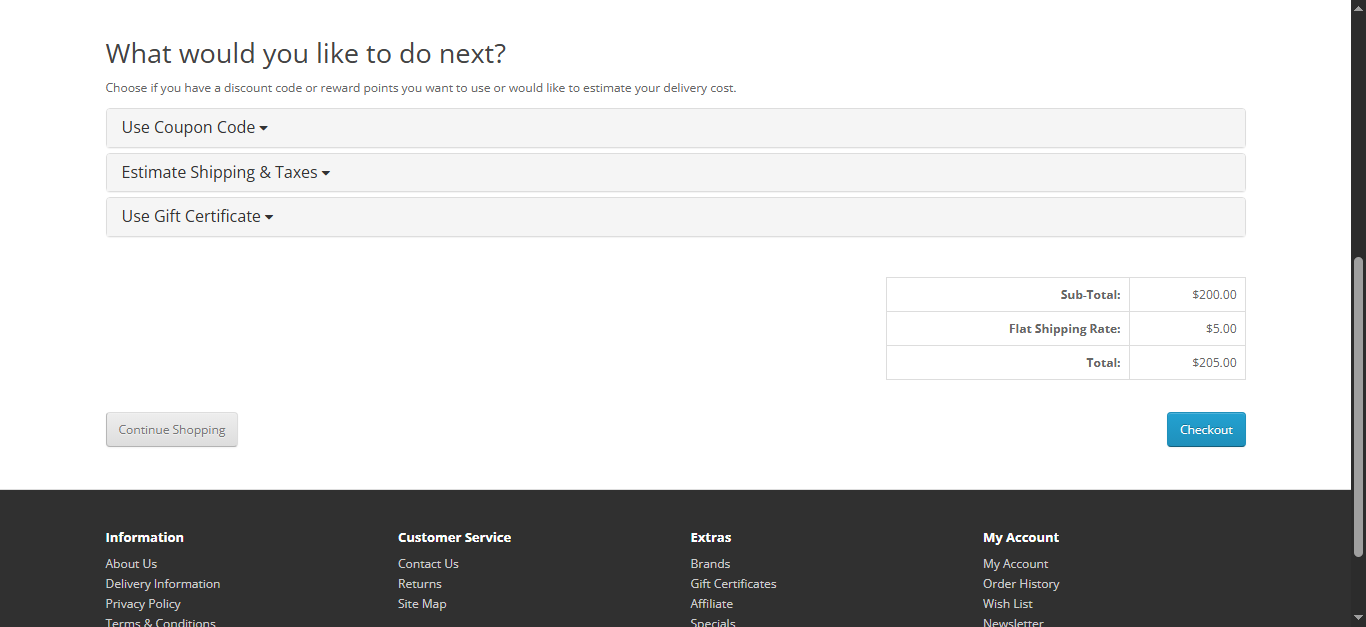 What would you like to do next?
Choose if you have a discount code or reward points you want to use or would like to estimate your delivery cost.
Use Coupon Code
Estimate Shipping & Taxes
Use Gift Certificate
Sub-Total: $200.00
Flat Shipping Rate: $5.00
Total: $205.00
Continue Shopping Checkout
Information Customer Service Extras My Account
About Us Contact Us Brands My Account
Delivery Information Returns Gift Certificates Order History
Privacy Policy Site Map Affiliate Wish List
Terms & Conditions Specials Newsletter